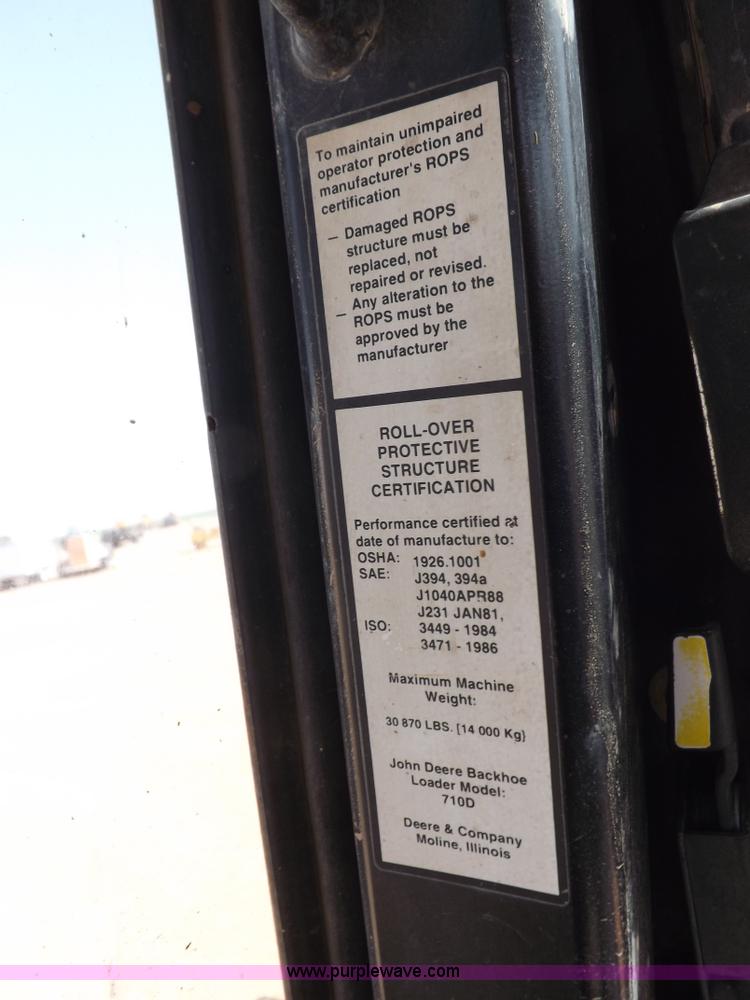 To maintain unimpaired
operator protection and
manufacturer's ROPS
certification
— Damaged ROPS
structure must be
replaced, not
repaired or revised.
— Any alteration to the
ROPS must be
approved by the
manufacturer
ROLL-OVER
PROTECTIVE
STRUCTURE
CERTIFICATION
Performance certified at
date of manufacture to:
OSHA: 1926.1001
SAE: J394, 394a
J1040APR88
J231 JAN81,
ISO: 3449 - 1984
3471 - 1986
Maximum Machine
Weight:
30 870 LBS. [14 000 Kg}
John Deere Backhoe
Loader Model:
710D
Deere & Company
Moline, Illinois
www.purplewave.com